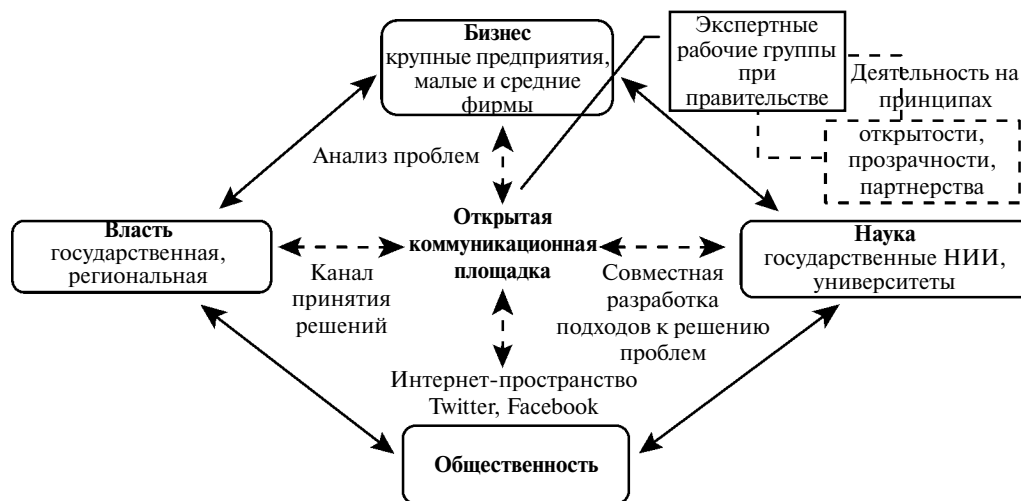 Бизнес
крупные предприятия,
малые и средние
фирмы
Экспертные
рабочие группы
при
правительстве
Деятельность на
принципах
открытости,
прозрачности,
партнерства
Анализ проблем
Власть
государственная,
региональная
Открытая
коммуникационная
площадка
Наука
государственные НИИ,
университеты
Канал
принятия
решений
Совместная
разработка
подходов к решению
проблем
Интернет-пространство
Twitter, Facebook
Общественность